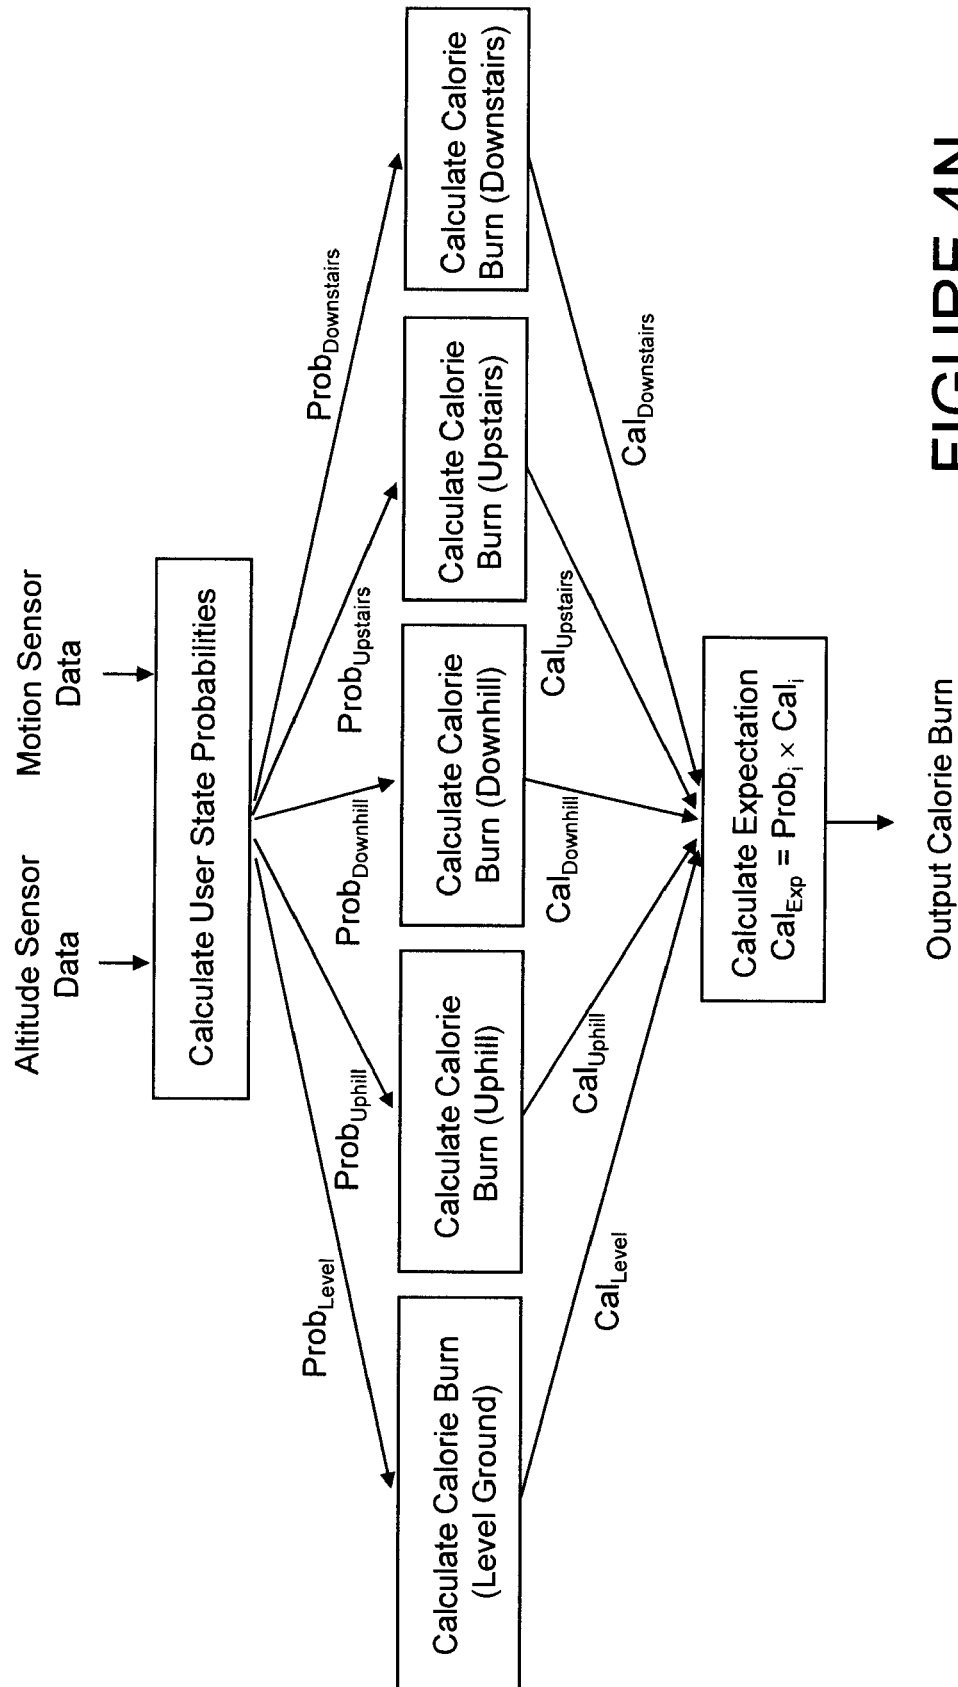 Altitude Sensor
Data
Motion Sensor
Data
Calculate User State Probabilities
Prob_Level
Prob_Uphill
Prob_Downhill
Prob_Upstairs
Prob_Downstairs
Calculate Calorie Burn
(Level Ground)
Calculate Calorie
Burn (Uphill)
Calculate Calorie
Burn (Downhill)
Calculate Calorie
Burn (Upstairs)
Calculate Calorie
Burn (Downstairs)
Cal_Level
Cal_Uphill
Cal_Downhill
Cal_Upstairs
Cal_Downstairs
Calculate Expectation
Cal_Exp = Prob_i × Cal_i
Output Calorie Burn
FIGURE 4N